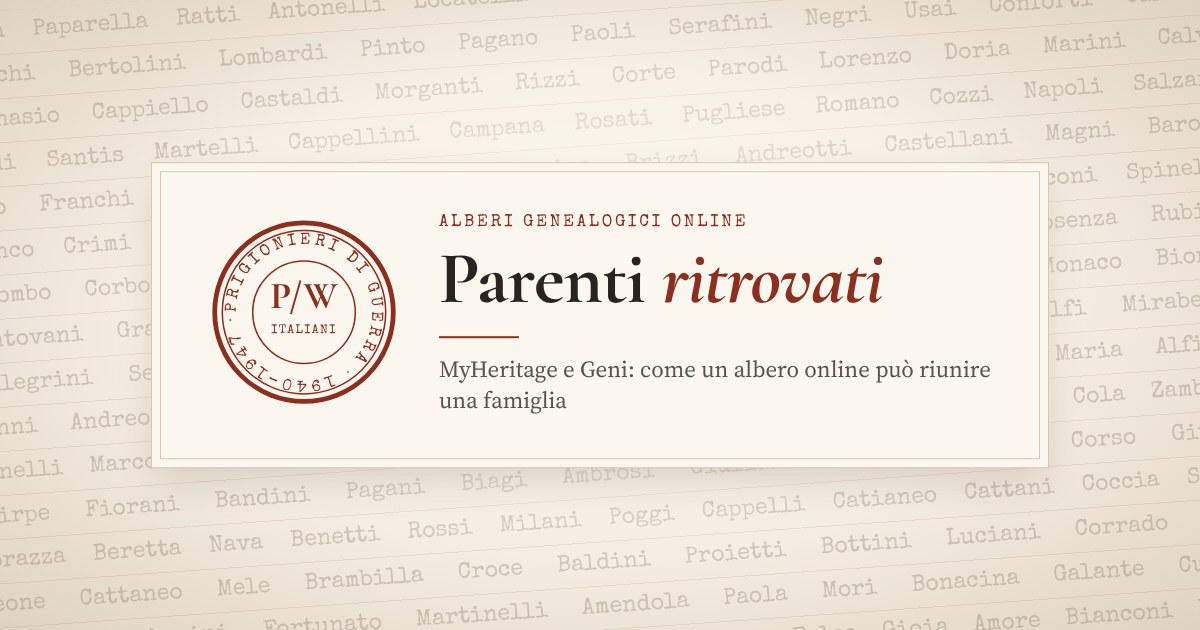 Paparella Ratti Antonelli
Bertolini Lombardi Pinto Pagano Paoli Serafini Negri Usai Conforti
Cappiello Castaldi Morganti Rizzi Corte Parodi Lorenzo Doria Marini
Santis Martelli Cappellini Campana Rosati Pugliese Romano Cozzi Napoli
Franchi Brizzi Andreotti Castellani Magni
Crimi
ALBERI GENEALOGICI ONLINE
Parenti ritrovati
MyHeritage e Geni: come un albero online può riunire
una famiglia
PRIGIONIERI DI GUERRA · 1940–1947 ·
P/W
ITALIANI
Maria
Cola
Corso
Fiorani Bandini Pagani Biagi Ambrosi
Beretta Nava Benetti Rossi Milani Poggi Cappelli Catianeo Cattani Coccia
Cattaneo Mele Brambilla Croce Baldini Proietti Bottini Luciani Corrado
Fortunato Martinelli Amendola Paola Mori Bonacina Galante
Gioia Amore Bianconi